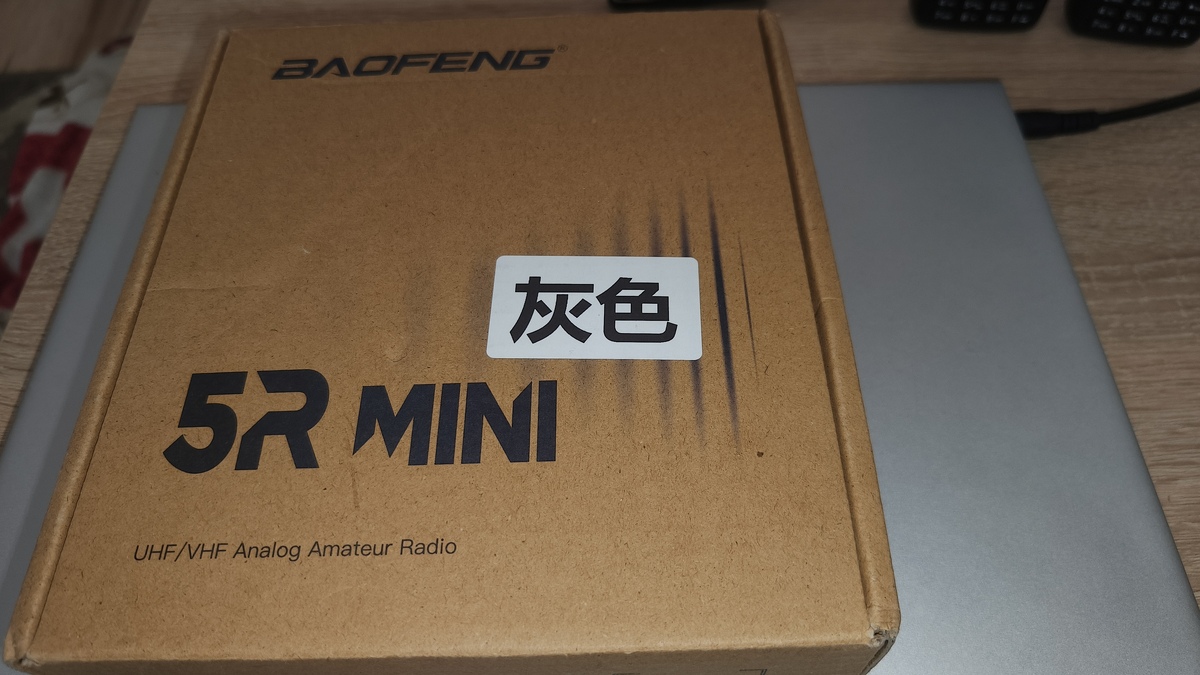 BAOFENG®
灰色
5R MINI
UHF/VHF Analog Amateur Radio